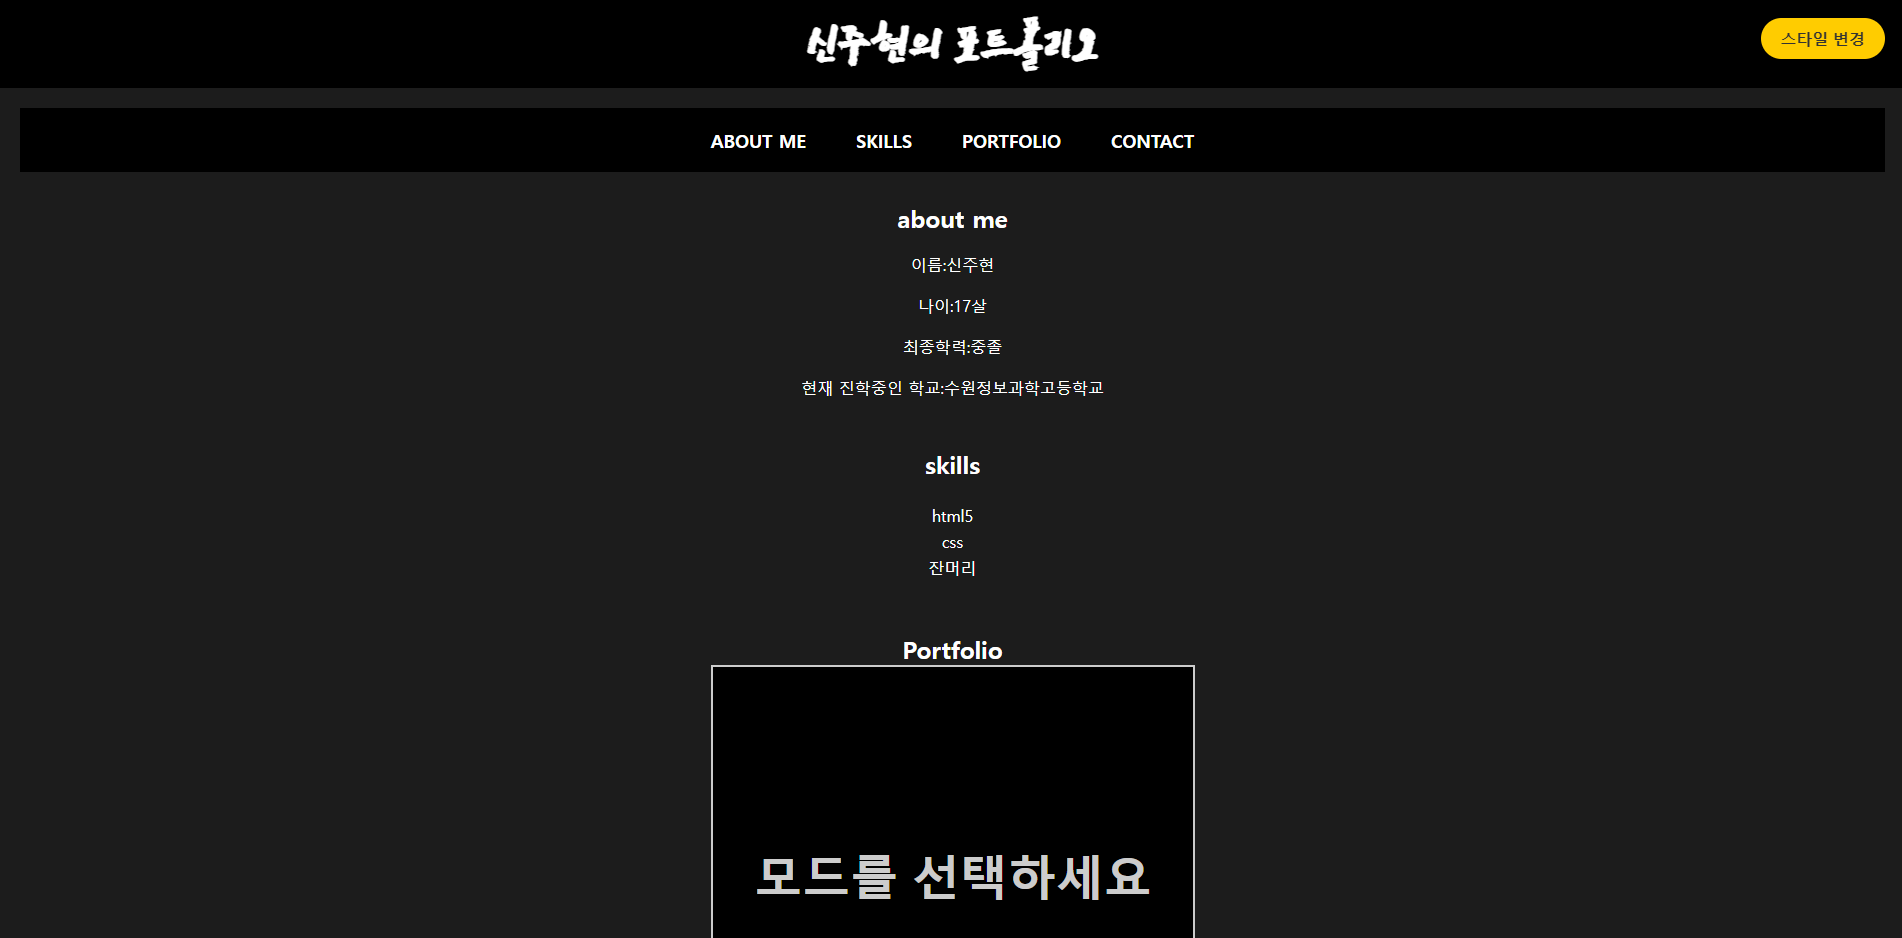 신주현의 포트폴리오
스타일 변경
ABOUT ME SKILLS PORTFOLIO CONTACT
about me
이름:신주현
나이:17살
최종학력:중졸
현재 진학중인 학교:수원정보과학고등학교
skills
html5
css
잔머리
Portfolio
모드를 선택하세요